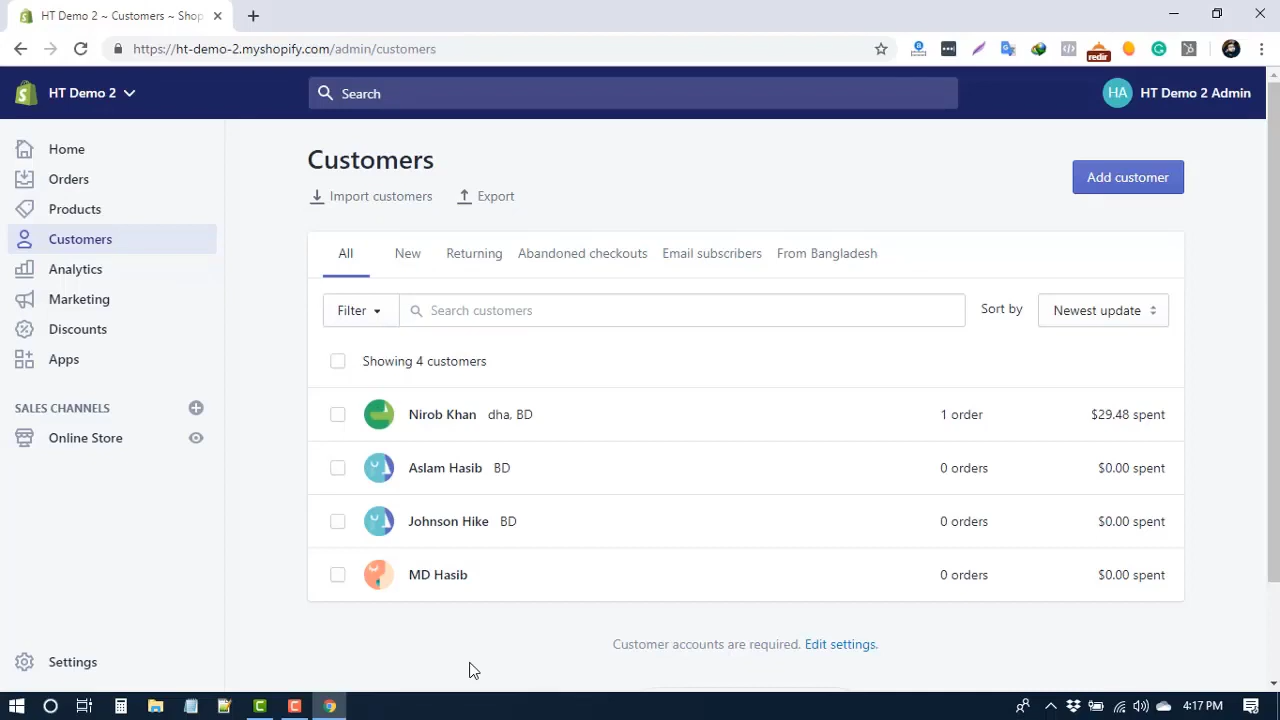 HT Demo 2 ~ Customers ~ Shop
https://ht-demo-2.myshopify.com/admin/customers
redir
HT Demo 2
Search
HA
HT Demo 2 Admin
Home
Orders
Products
Customers
Analytics
Marketing
Discounts
Apps
SALES CHANNELS
Online Store
Settings
Customers
Import customers
Export
Add customer
All
New
Returning
Abandoned checkouts
Email subscribers
From Bangladesh
Filter
Search customers
Sort by
Newest update
Showing 4 customers
Nirob Khan dha, BD 1 order $29.48 spent
Aslam Hasib BD 0 orders $0.00 spent
Johnson Hike BD 0 orders $0.00 spent
MD Hasib 0 orders $0.00 spent
Customer accounts are required. Edit settings.
4:17 PM